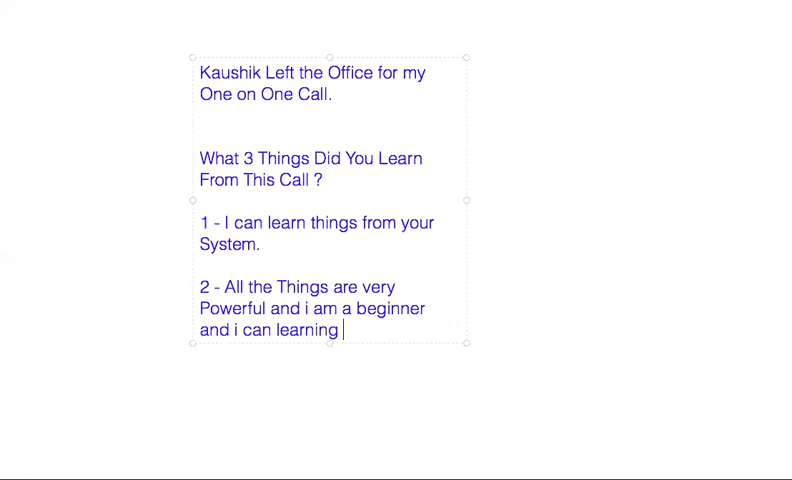 Kaushik Left the Office for my
One on One Call.
What 3 Things Did You Learn
From This Call ?
1 - I can learn things from your
System.
2 - All the Things are very
Powerful and i am a beginner
and i can learning